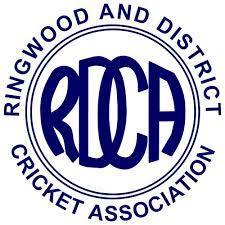 RINGWOOD AND DISTRICT
RDCA
CRICKET ASSOCIATION